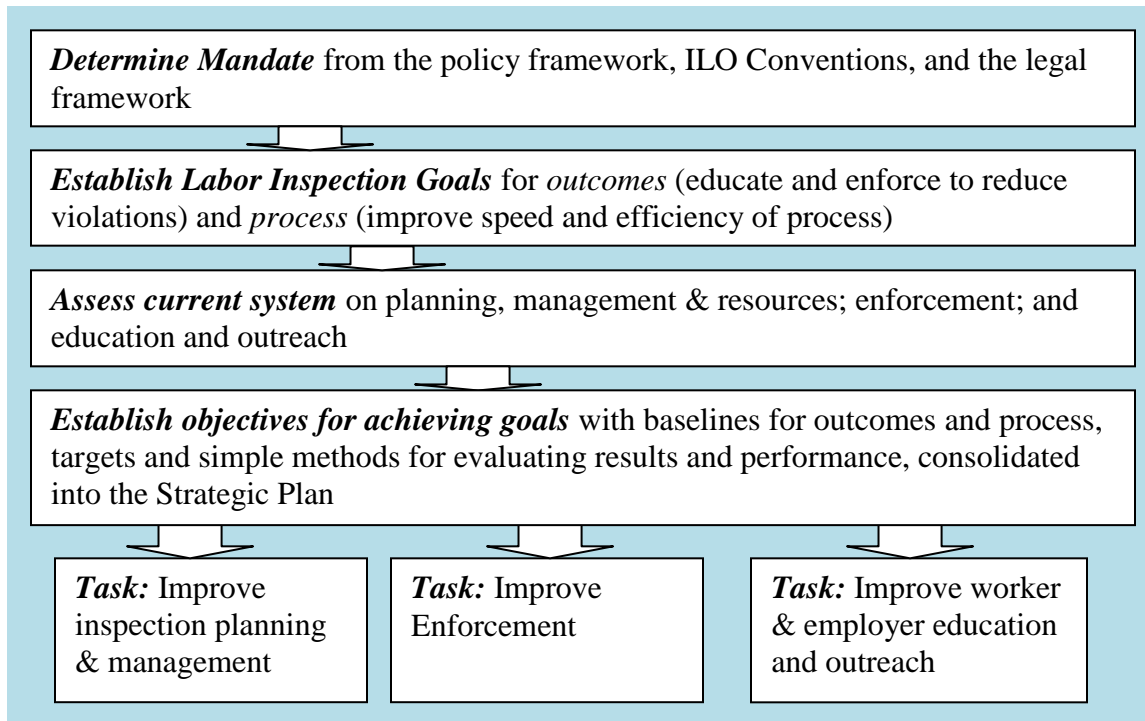 Determine Mandate from the policy framework, ILO Conventions, and the legal
framework
Establish Labor Inspection Goals for outcomes (educate and enforce to reduce
violations) and process (improve speed and efficiency of process)
Assess current system on planning, management & resources; enforcement; and
education and outreach
Establish objectives for achieving goals with baselines for outcomes and process,
targets and simple methods for evaluating results and performance, consolidated
into the Strategic Plan
Task: Improve
inspection planning
& management
Task: Improve
Enforcement
Task: Improve worker
& employer education
and outreach